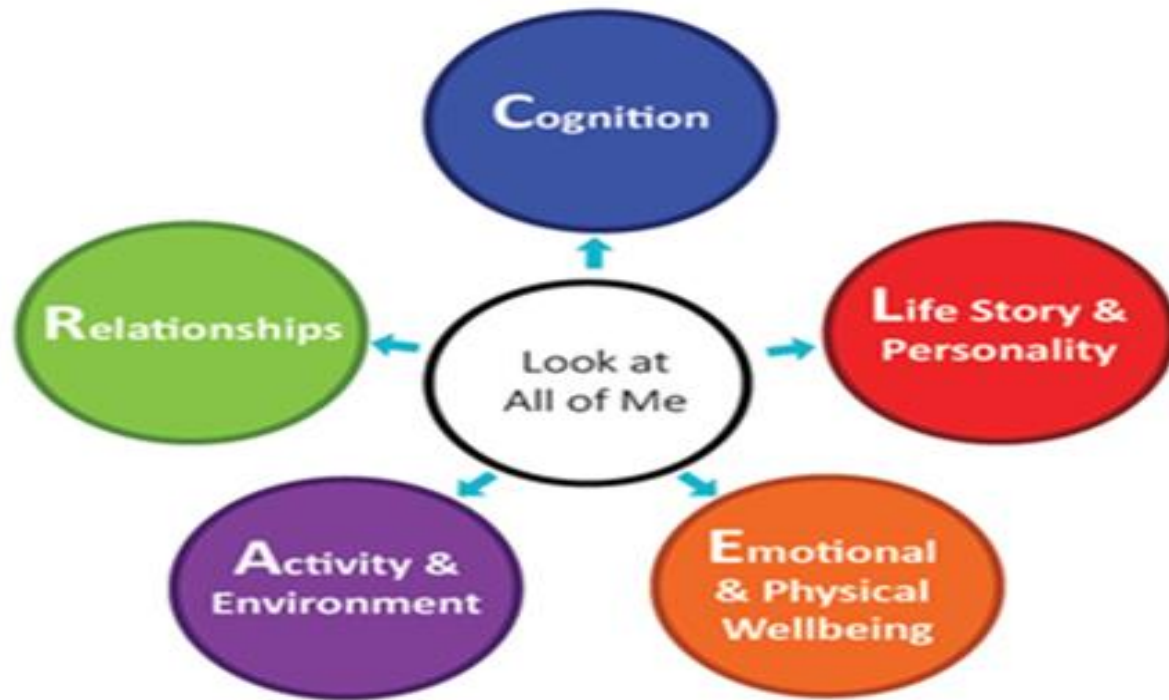 Cognition
Life Story &
Personality
Emotional
& Physical
Wellbeing
Activity &
Environment
Relationships
Look at
All of Me